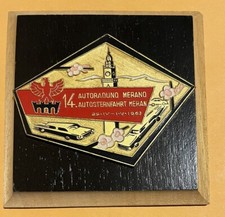 14. AUTORADUNO MERANO
AUTOSTERNFAHRT MERAN